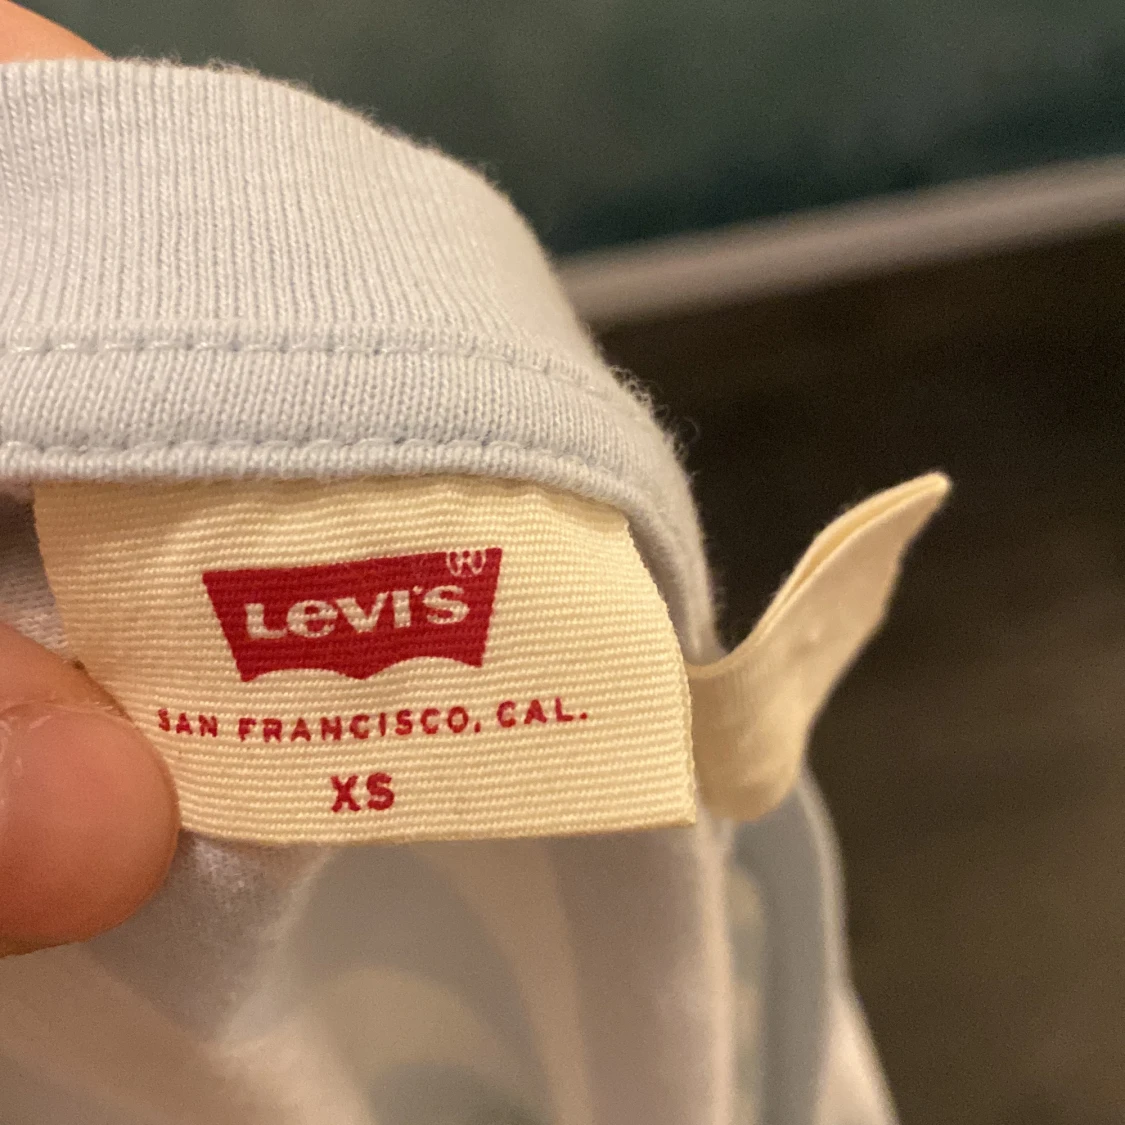 Levi's®
SAN FRANCISCO, CAL.
XS